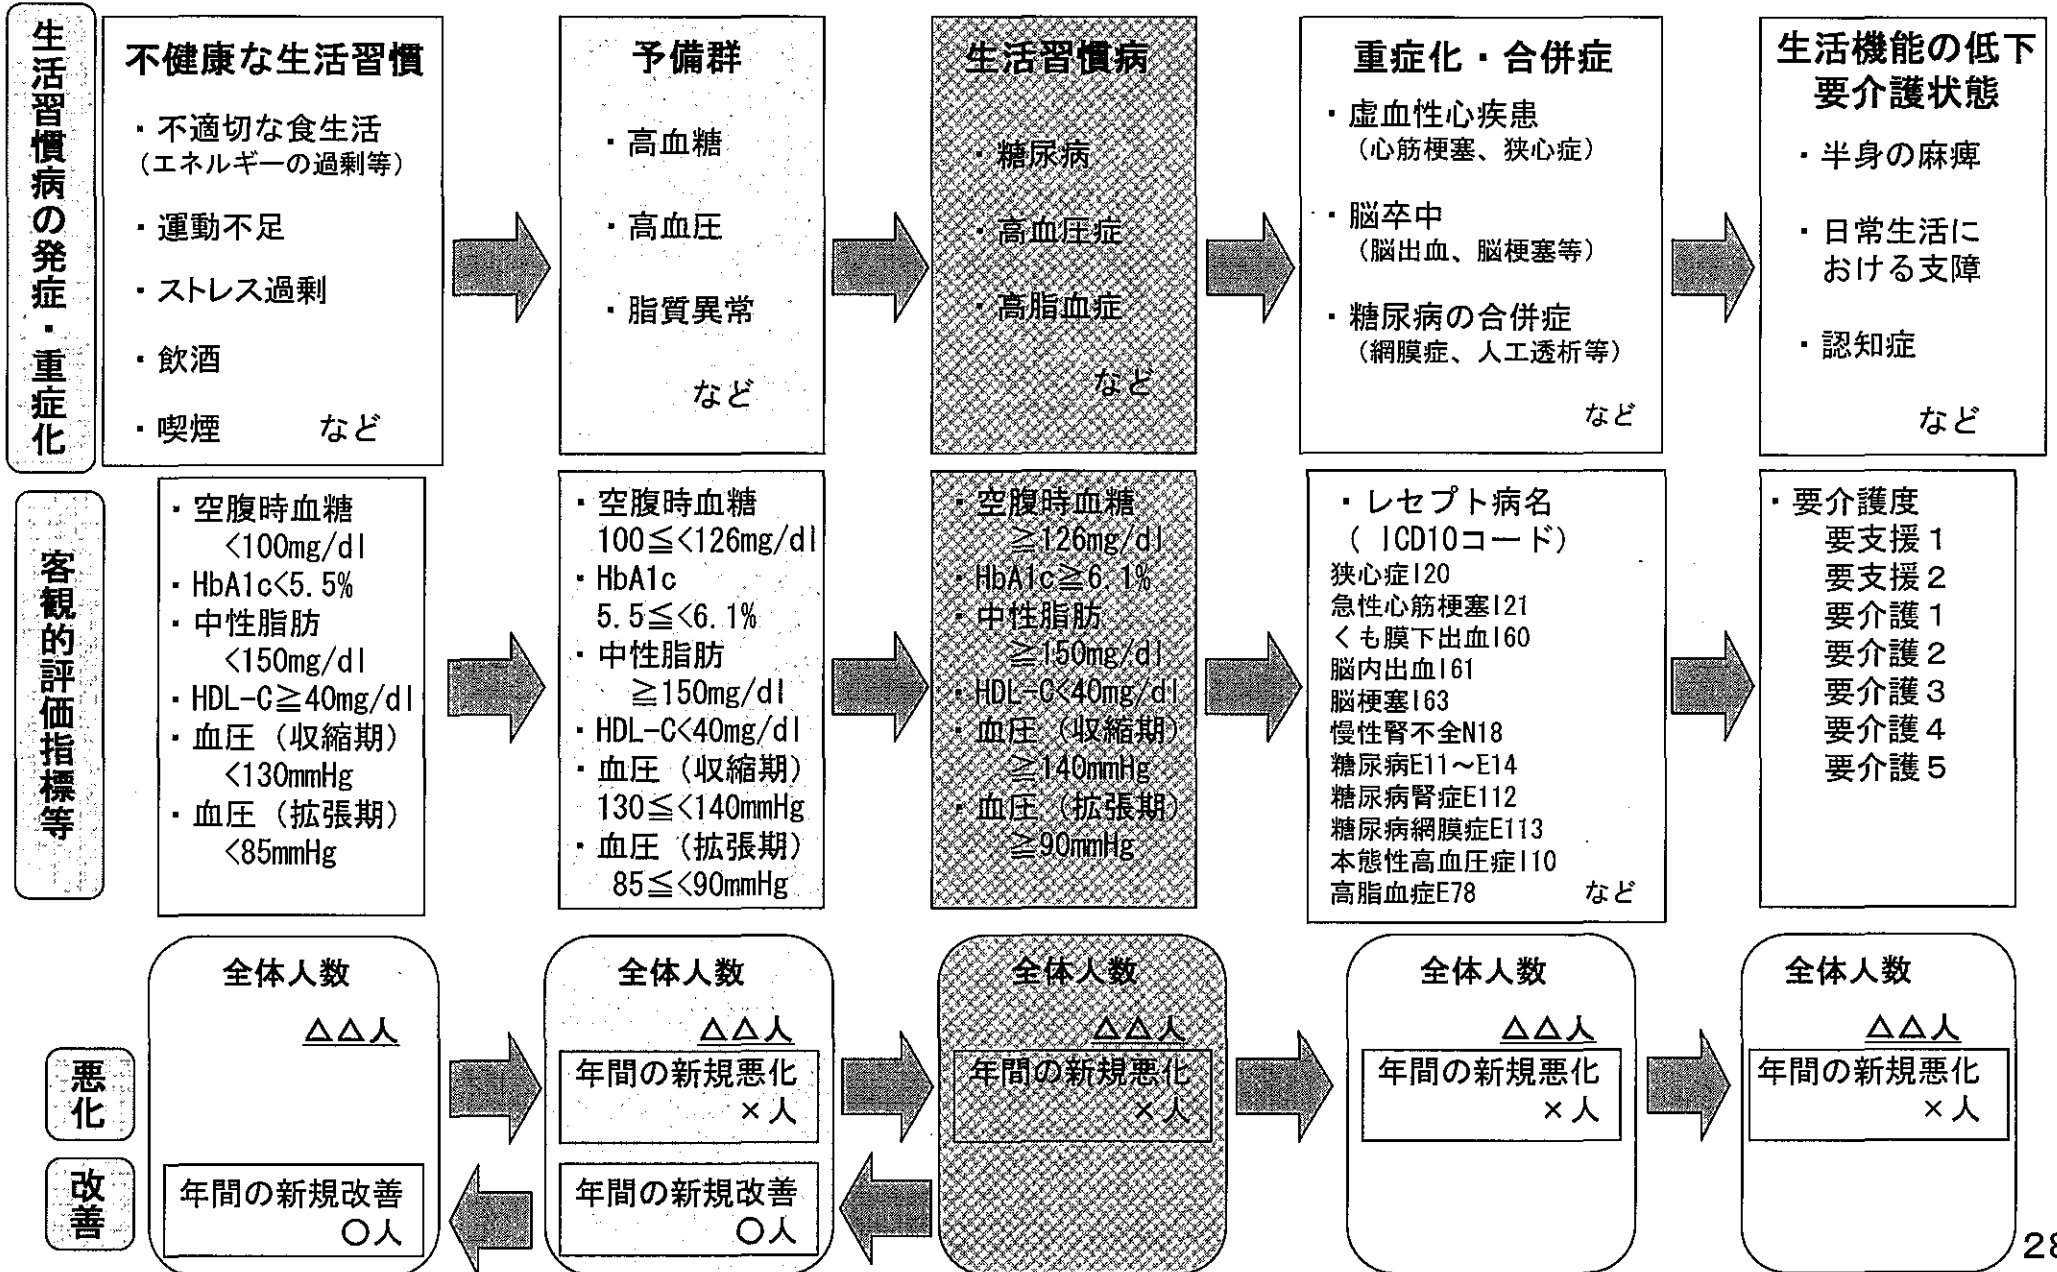 生活習慣病の発症・重症化
不健康な生活習慣
・不適切な食生活
(エネルギーの過剰等)
・運動不足
・ストレス過剰
・飲酒
・喫煙 など
予備群
・高血糖
・高血圧
・脂質異常
など
生活習慣病
・糖尿病
・高血圧症
・高脂血症
など
重症化・合併症
・虚血性心疾患
(心筋梗塞、狭心症)
・脳卒中
(脳出血、脳梗塞等)
・糖尿病の合併症
(網膜症、人工透析等)
など
生活機能の低下
要介護状態
・半身の麻痺
・日常生活に
おける支障
・認知症
など
客観的評価指標等
・空腹時血糖
<100mg/dl
・HbA1c<5.5%
・中性脂肪
<150mg/dl
・HDL-C≧40mg/dl
・血圧(収縮期)
<130mmHg
・血圧(拡張期)
<85mmHg
・空腹時血糖
100≦<126mg/dl
・HbA1c
5.5≦<6.1%
・中性脂肪
≧150mg/dl
・HDL-C<40mg/dl
・血圧(収縮期)
130≦<140mmHg
・血圧(拡張期)
85≦<90mmHg
・空腹時血糖
≧126mg/dl
・HbA1c≧6.1%
・中性脂肪
≧150mg/dl
・HDL-C<40mg/dl
・血圧(収縮期)
≧140mmHg
・血圧(拡張期)
≧90mmHg
・レセプト病名
(ICD10コード)
狭心症I20
急性心筋梗塞I21
くも膜下出血I60
脳内出血I61
脳梗塞I63
慢性腎不全N18
糖尿病E11~E14
糖尿病腎症E112
糖尿病網膜症E113
本態性高血圧症I10
高脂血症E78 など
・要介護度
要支援1
要支援2
要介護1
要介護2
要介護3
要介護4
要介護5
悪化
改善
全体人数
△△人
年間の新規改善
○人
全体人数
△△人
年間の新規悪化
×人
年間の新規改善
○人
全体人数
△△人
年間の新規悪化
×人
全体人数
△△人
年間の新規悪化
×人
全体人数
△△人
年間の新規悪化
×人
28